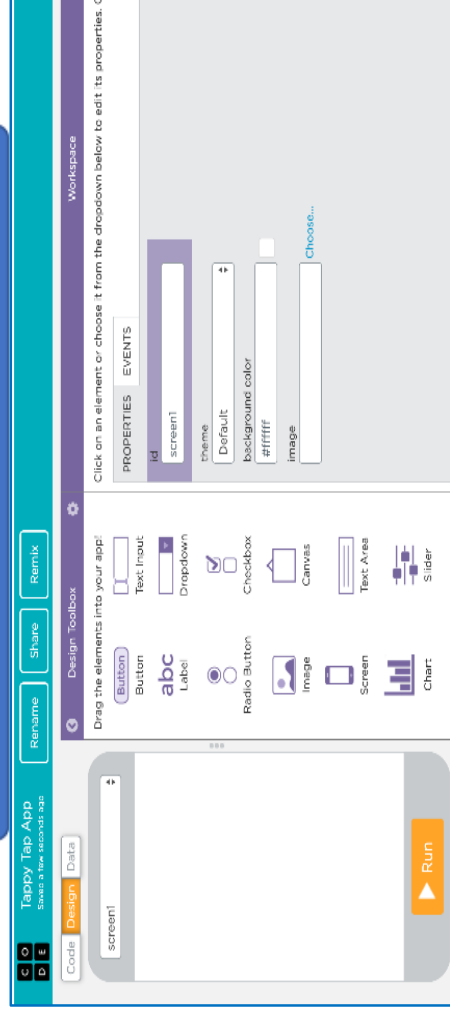 C O
D E
Tappy Tap App
Saved a few seconds ago
Rename
Share
Remix
Code
Design
Data
screen1
Run
Design Toolbox
Drag the elements into your app!
Button
Button
Text Input
abc
Label
Dropdown
Radio Button
Checkbox
Image
Canvas
Screen
Text Area
Chart
Slider
Workspace
Click on an element or choose it from the dropdown below to edit its properties.
PROPERTIES
EVENTS
id
screen1
theme
Default
background color
#ffffff
image
Choose...